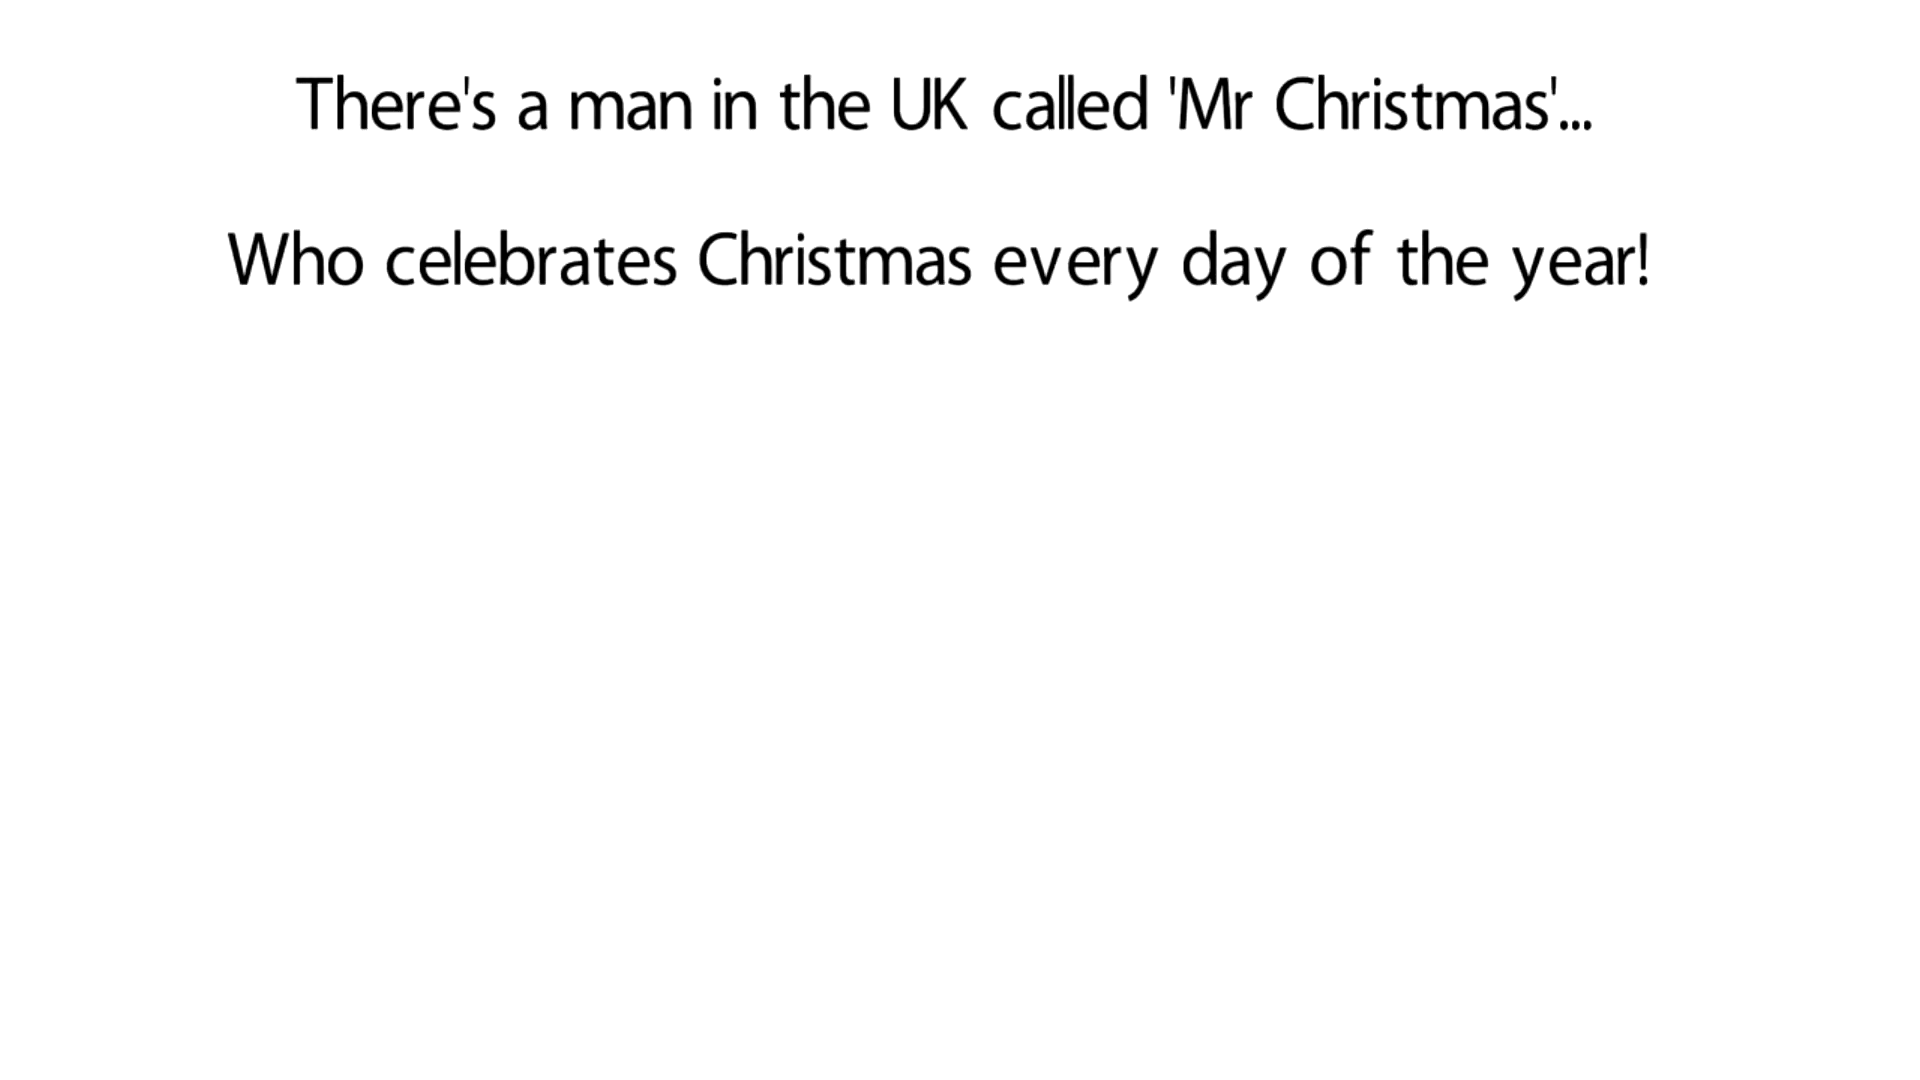 There's a man in the UK called 'Mr Christmas'...
Who celebrates Christmas every day of the year!